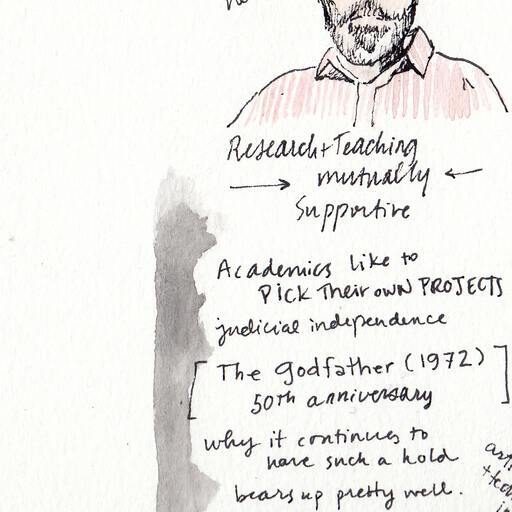 Research + Teaching
mutually
Supportive
Academics like to
PICK Their own PROJECTS
judicial independence
[ The Godfather (1972) ]
50th anniversary
why it continues to
have such a hold
bears up pretty well.